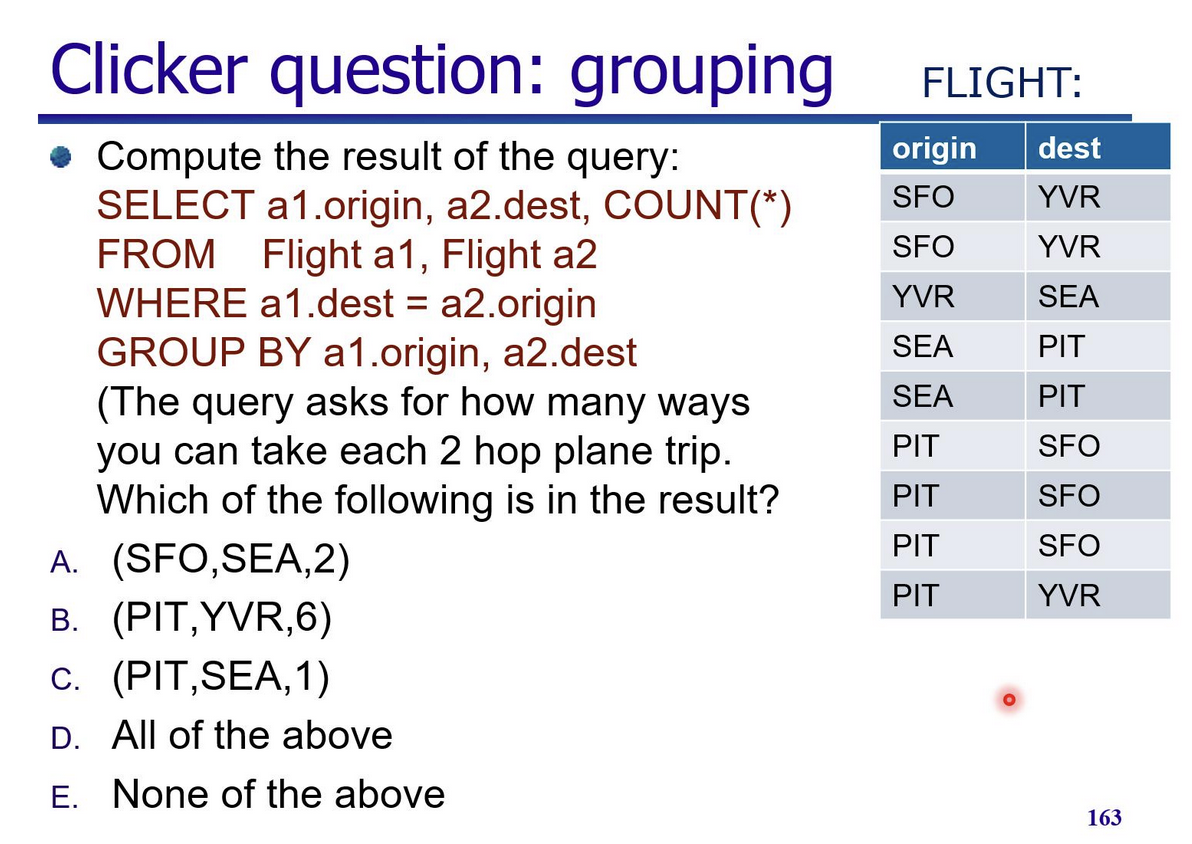 Clicker question: grouping
FLIGHT:
Compute the result of the query:
SELECT a1.origin, a2.dest, COUNT(*)
FROM Flight a1, Flight a2
WHERE a1.dest = a2.origin
GROUP BY a1.origin, a2.dest
(The query asks for how many ways
you can take each 2 hop plane trip.
Which of the following is in the result?
A. (SFO,SEA,2)
B. (PIT,YVR,6)
C. (PIT,SEA,1)
D. All of the above
E. None of the above
origin dest
SFO YVR
SFO YVR
YVR SEA
SEA PIT
SEA PIT
PIT SFO
PIT SFO
PIT SFO
PIT YVR
163